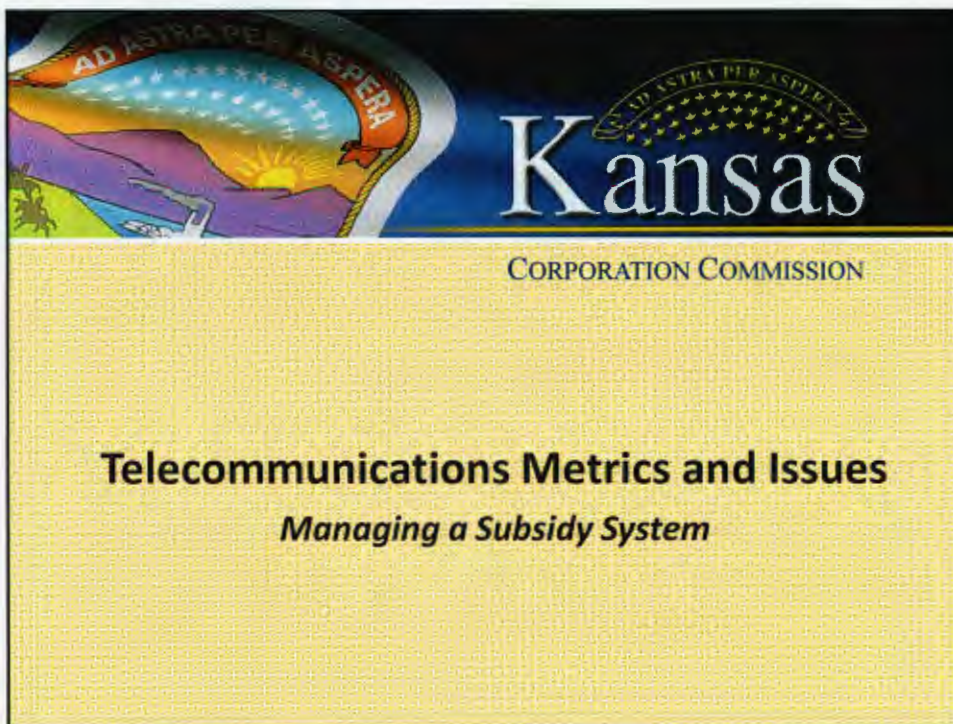 AD ASTRA PER ASPERA
AD ASTRA PER ASPERA
Kansas
CORPORATION COMMISSION
Telecommunications Metrics and Issues
Managing a Subsidy System